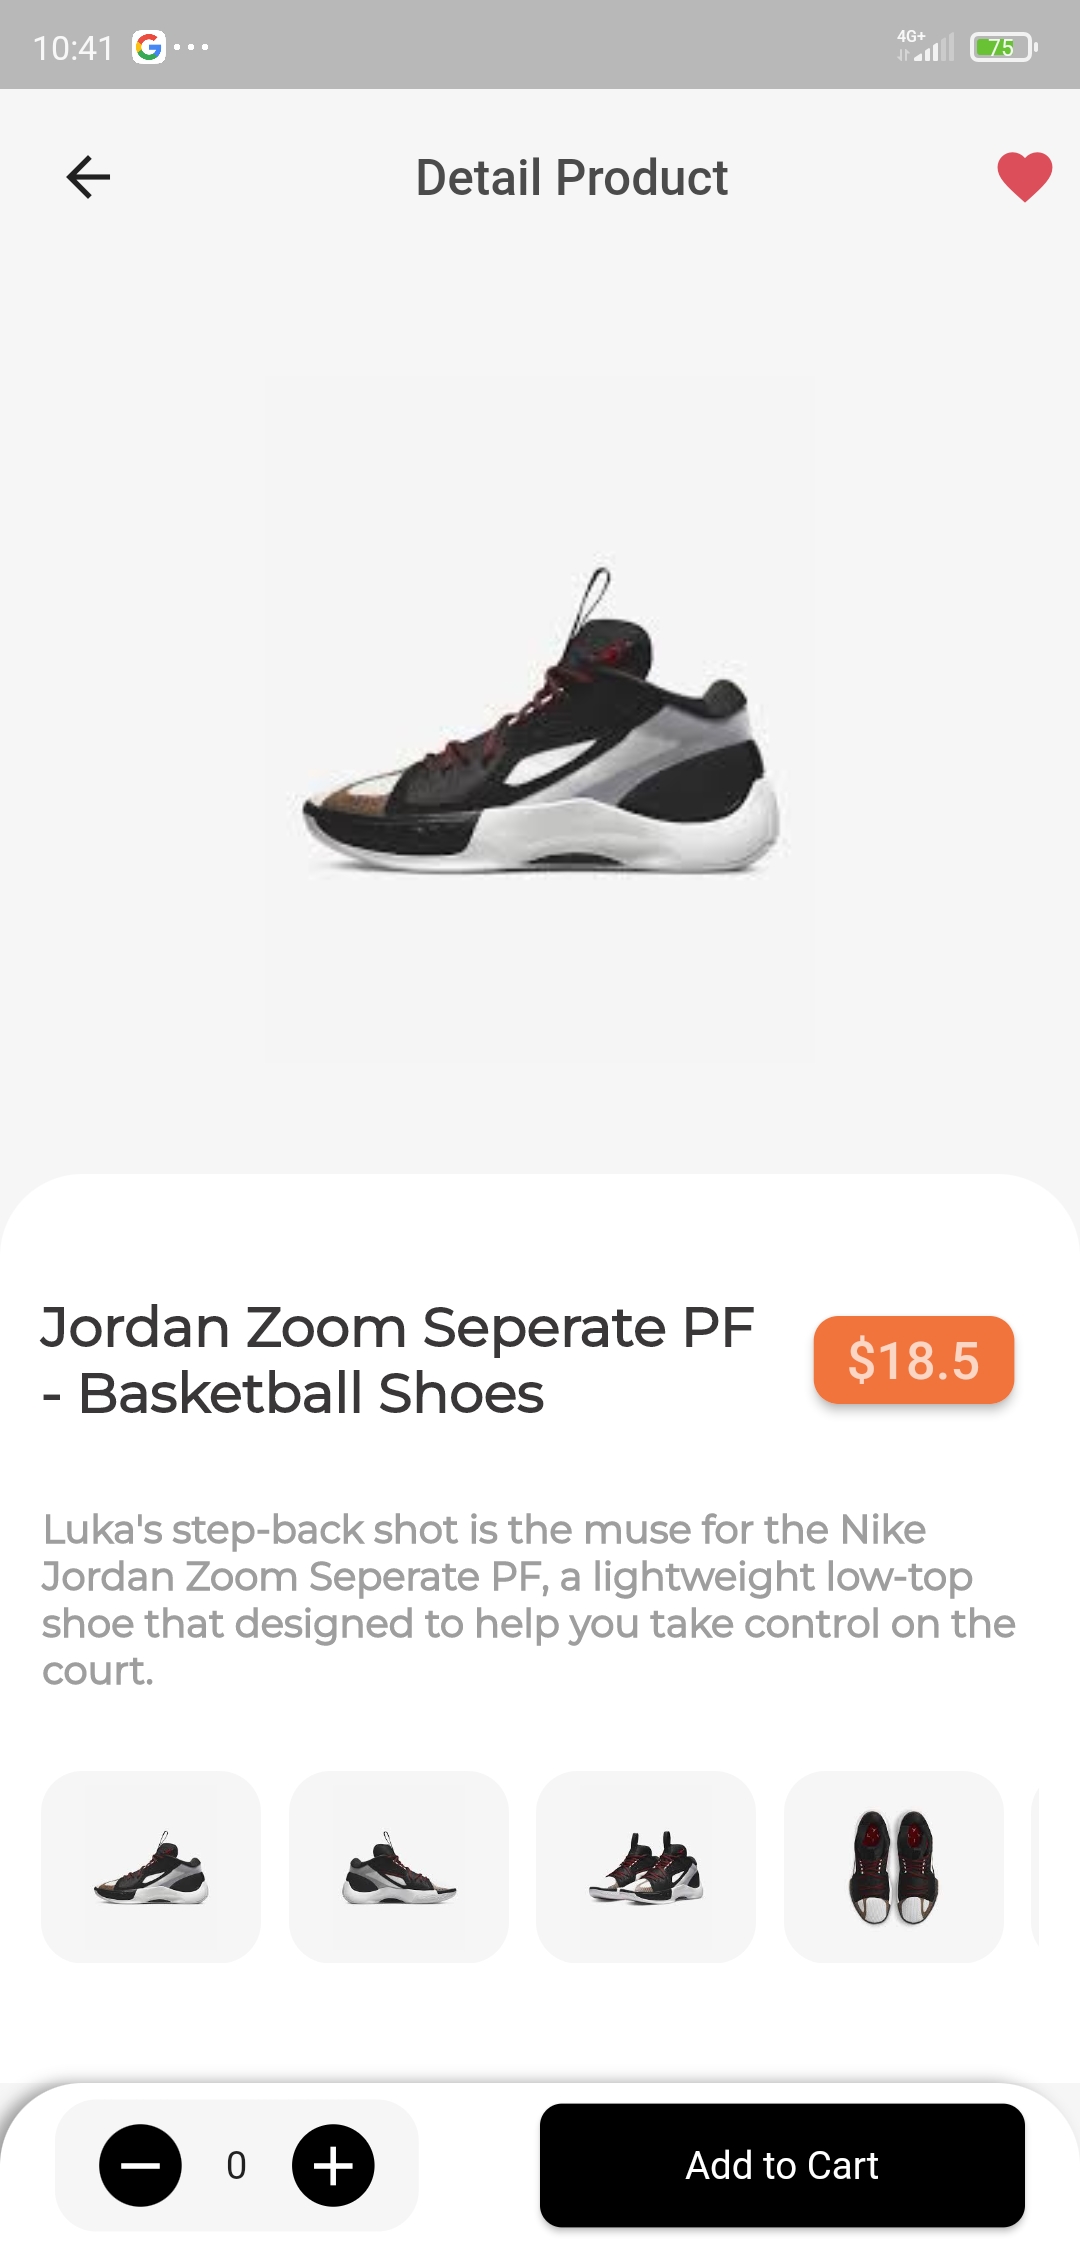 10:41
4G+
75
Detail Product
Jordan Zoom Seperate PF
- Basketball Shoes
$18.5
Luka's step-back shot is the muse for the Nike
Jordan Zoom Seperate PF, a lightweight low-top
shoe that designed to help you take control on the
court.
0
Add to Cart